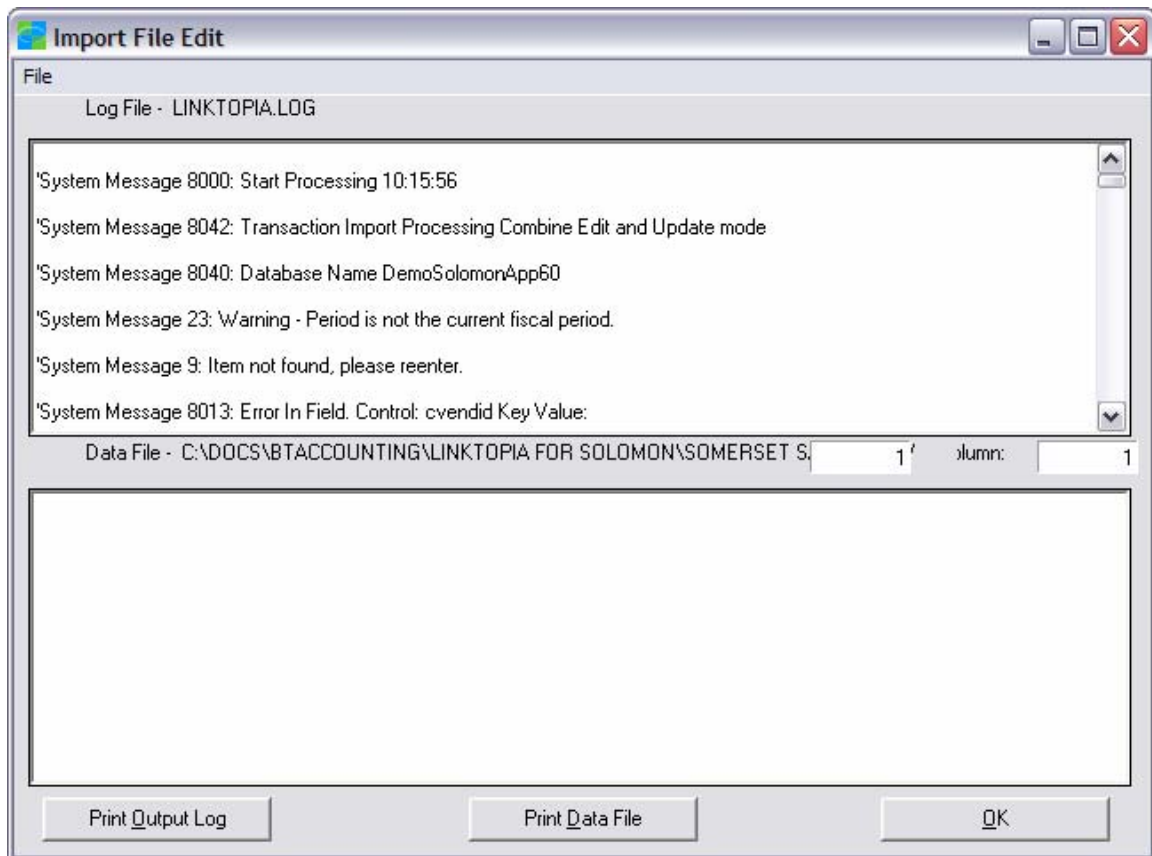 Import File Edit
File
Log File - LINKTOPIA.LOG
'System Message 8000: Start Processing 10:15:56
'System Message 8042: Transaction Import Processing Combine Edit and Update mode
'System Message 8040: Database Name DemoSolomonApp60
'System Message 23: Warning - Period is not the current fiscal period.
'System Message 9: Item not found, please reenter.
'System Message 8013: Error In Field. Control: cvendid Key Value:
Data File - C:\DOCS\BTACCOUNTING\LINKTOPIA FOR SOLOMON\SOMERSET S 1 olumn: 1
Print Output Log Print Data File OK